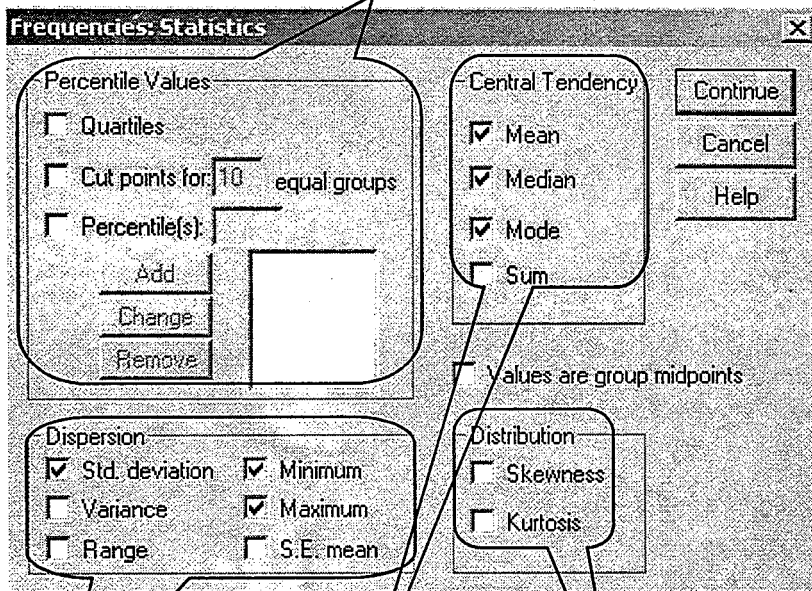 Frequencies: Statistics
Percentile Values
Quartiles
Cut points for: 10 equal groups
Percentile(s):
Add
Change
Remove
Central Tendency
Mean
Median
Mode
Sum
Continue
Cancel
Help
Values are group midpoints
Dispersion
Std. deviation Minimum
Variance Maximum
Range S.E. mean
Distribution
Skewness
Kurtosis